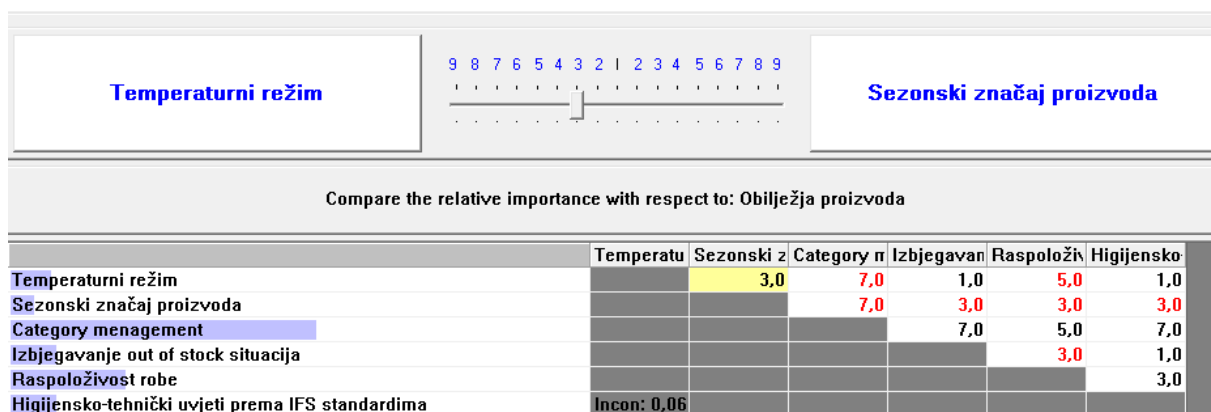 9 8 7 6 5 4 3 2 1 2 3 4 5 6 7 8 9
Temperaturni režim
Sezonski značaj proizvoda
Compare the relative importance with respect to: Obilježja proizvoda
Temperatu Sezonski z Category m Izbjegavan Raspoloživ Higijensko-
Temperaturni režim 3,0 7,0 1,0 5,0 1,0
Sezonski značaj proizvoda 7,0 3,0 3,0 3,0
Category menagement 7,0 5,0 7,0
Izbjegavanje out of stock situacija 3,0 1,0
Raspoloživost robe 3,0
Higijensko-tehnički uvjeti prema IFS standardima Incon: 0,06